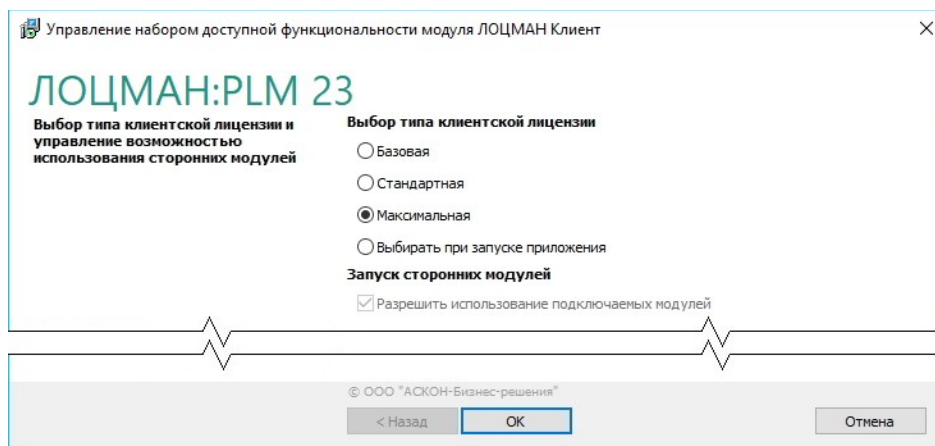 Управление набором доступной функциональности модуля ЛОЦМАН Клиент
ЛОЦМАН:PLM 23
Выбор типа клиентской лицензии и
управление возможностью
использования сторонних модулей
Выбор типа клиентской лицензии
Базовая
Стандартная
Максимальная
Выбирать при запуске приложения
Запуск сторонних модулей
Разрешить использование подключаемых модулей
© ООО "АСКОН-Бизнес-решения"
< Назад
OK
Отмена